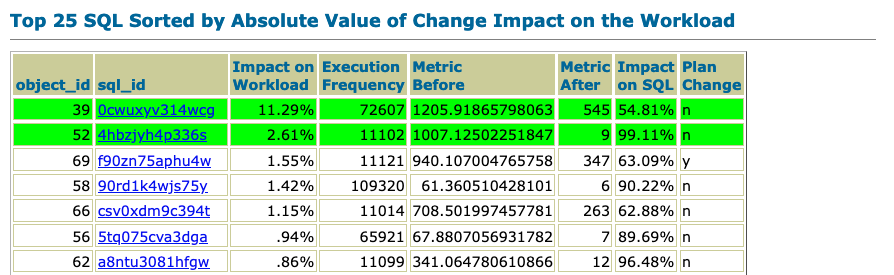 Top 25 SQL Sorted by Absolute Value of Change Impact on the Workload
object_id sql_id Impact on Workload Execution Frequency Metric Before Metric After Impact on SQL Plan Change
39 0cwuxyv314wcg 11.29% 72607 1205.91865798063 545 54.81% n
52 4hbzjyh4p336s 2.61% 11102 1007.12502251847 9 99.11% n
69 f90zn75aphu4w 1.55% 11121 940.107004765758 347 63.09% y
58 90rd1k4wjs75y 1.42% 109320 61.360510428101 6 90.22% n
66 csv0xdm9c394t 1.15% 11014 708.501997457781 263 62.88% n
56 5tq075cva3dga .94% 65921 67.8807056931782 7 89.69% n
62 a8ntu3081hfgw .86% 11099 341.064780610866 12 96.48% n